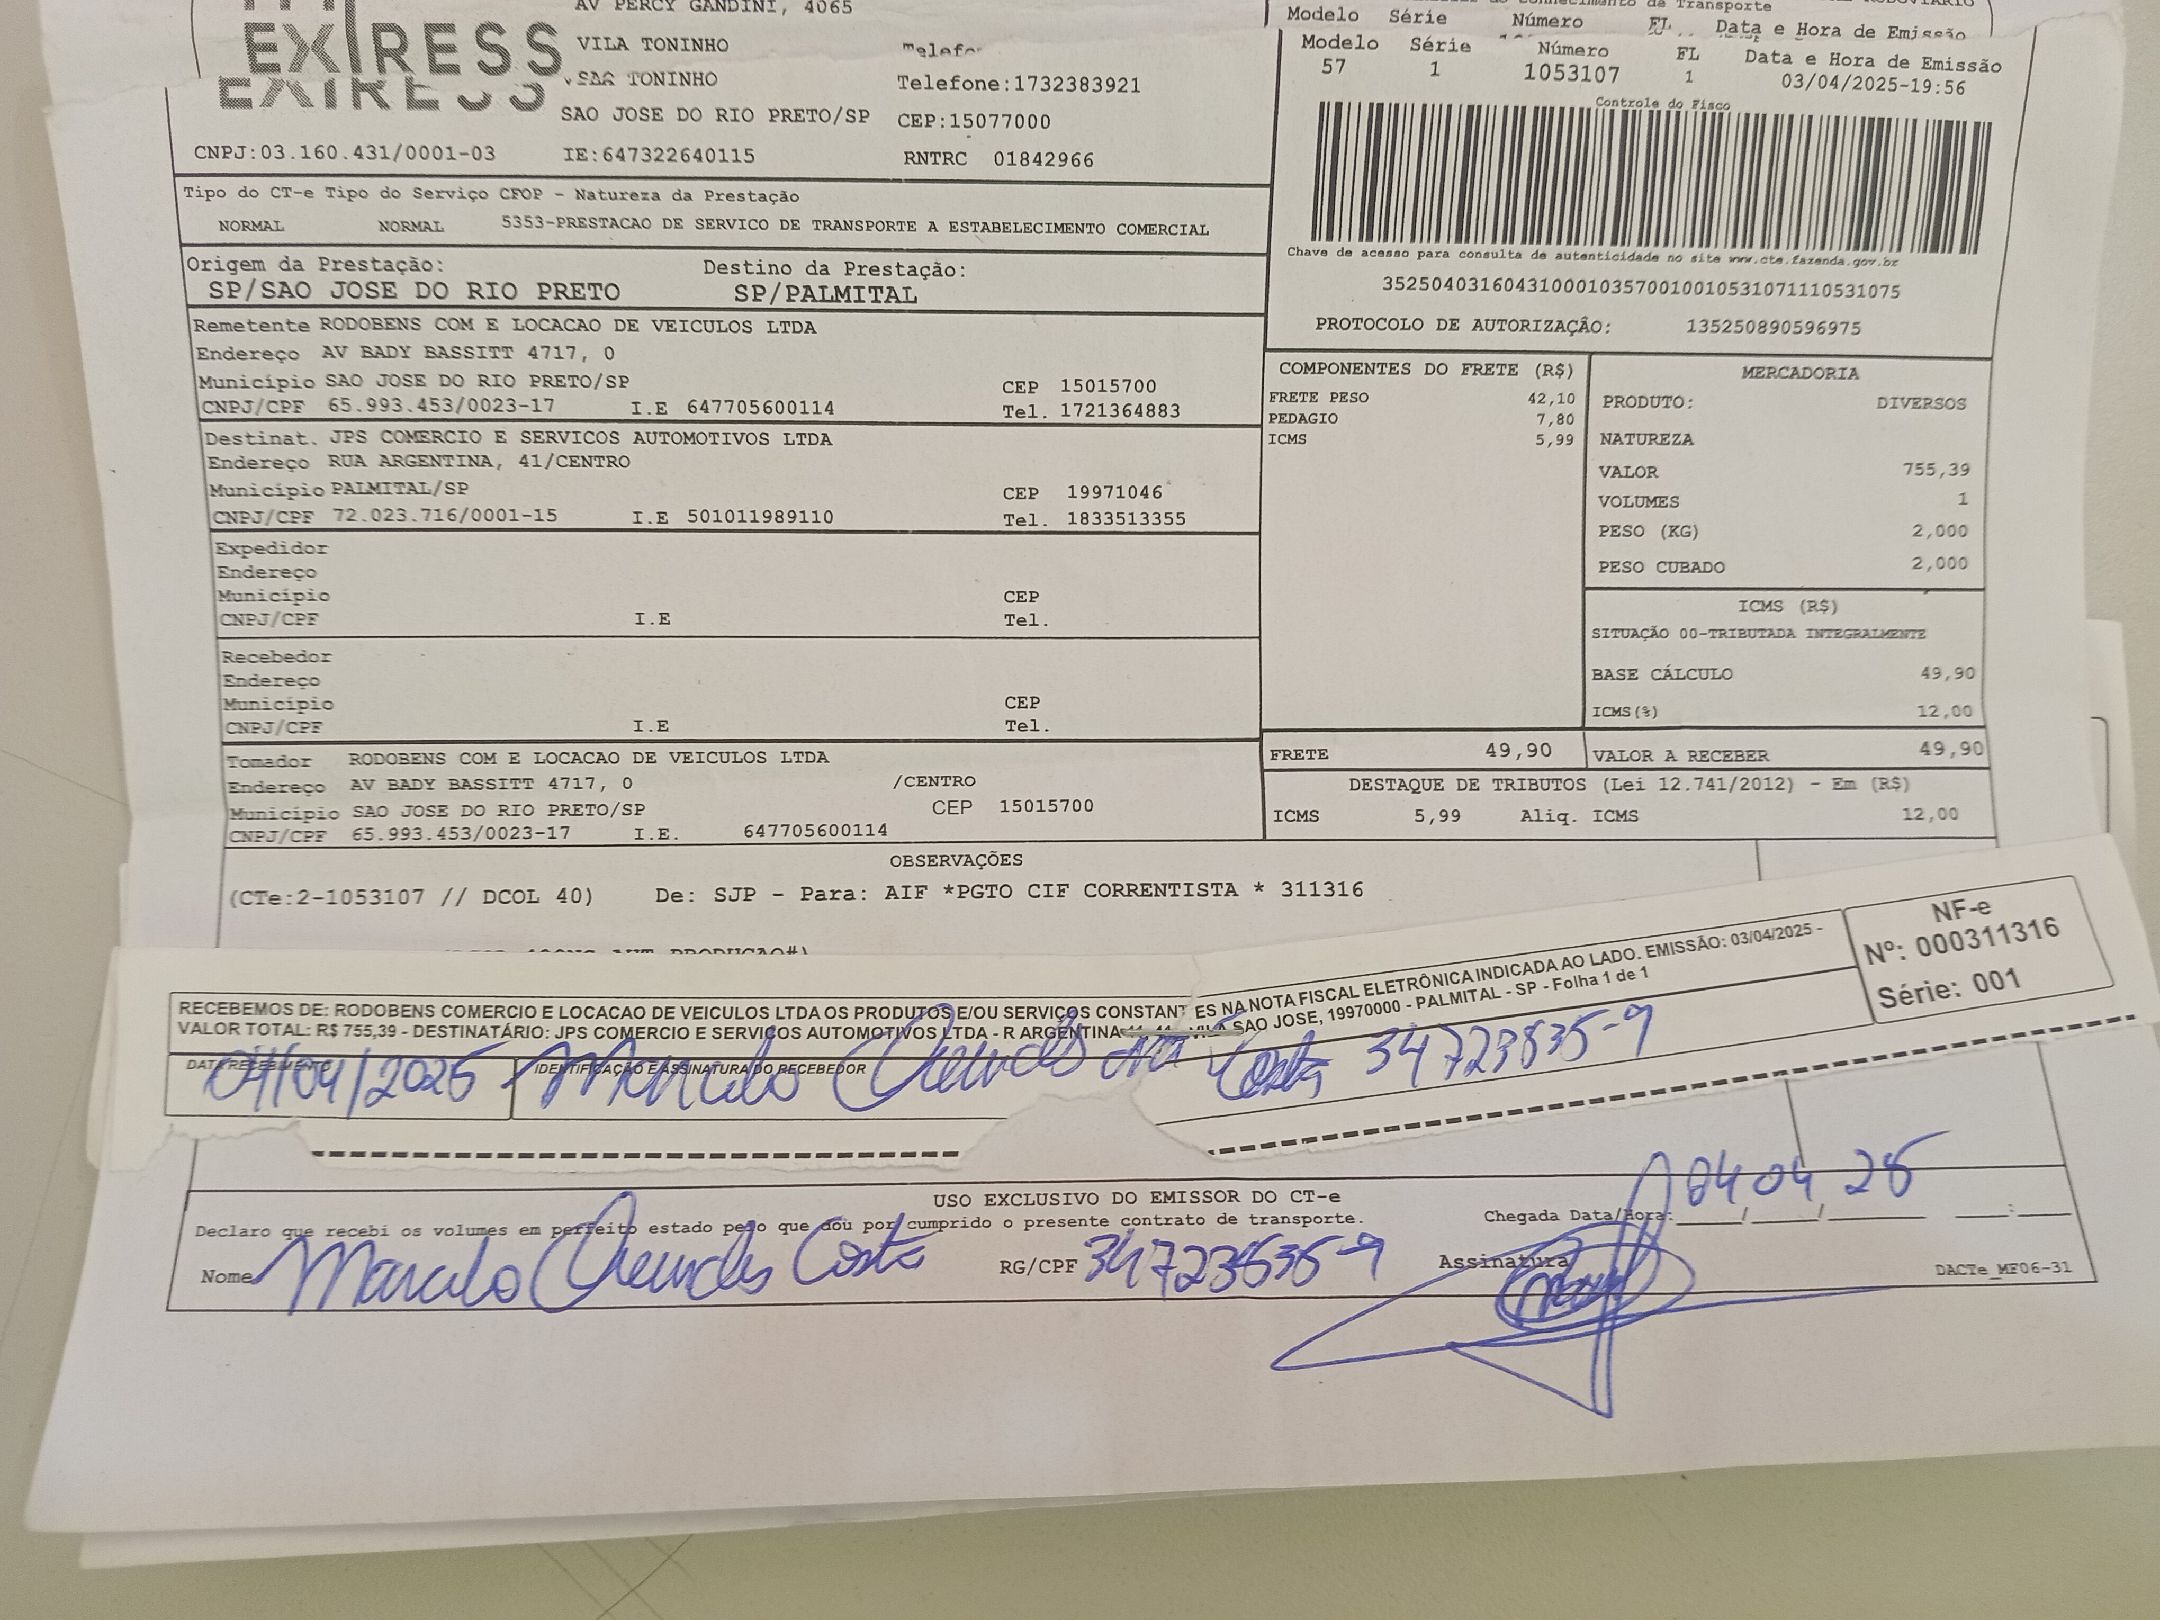 AV PERCY GANDINI, 4065
Modelo Série Número FL Data e Hora de Emissão
EXPRESS VILA TONINHO
Modelo Série Número FL Data e Hora de Emissão
57 1 1053107 1 03/04/2025-19:56
TONINHO Telefone:1732383921
Controle do Fisco
SAO JOSE DO RIO PRETO/SP CEP:15077000
CNPJ:03.160.431/0001-03 IE:647322640115 RNTRC 01842966
Tipo do CT-e Tipo do Serviço CFOP - Natureza da Prestação
NORMAL NORMAL 5353-PRESTACAO DE SERVICO DE TRANSPORTE A ESTABELECIMENTO COMERCIAL
Chave de acesso para consulta de autenticidade no site www.cte.fazenda.gov.br
35250403160431000103570010010531071110531075
PROTOCOLO DE AUTORIZAÇÃO: 135250890596975
Origem da Prestação: Destino da Prestação:
SP/SAO JOSE DO RIO PRETO SP/PALMITAL
Remetente RODOBENS COM E LOCACAO DE VEICULOS LTDA
Endereço AV BADY BASSITT 4717, 0
Município SAO JOSE DO RIO PRETO/SP CEP 15015700
CNPJ/CPF 65.993.453/0023-17 I.E 647705600114 Tel. 1721364883
Destinat. JPS COMERCIO E SERVICOS AUTOMOTIVOS LTDA
Endereço RUA ARGENTINA, 41/CENTRO
Município PALMITAL/SP CEP 19971046
CNPJ/CPF 72.023.716/0001-15 I.E 501011989110 Tel. 1833513355
Expedidor
Endereço
Município CEP
CNPJ/CPF I.E Tel.
Recebedor
Endereço
Município CEP
CNPJ/CPF I.E Tel.
Tomador RODOBENS COM E LOCACAO DE VEICULOS LTDA
Endereço AV BADY BASSITT 4717, 0 /CENTRO
Município SAO JOSE DO RIO PRETO/SP CEP 15015700
CNPJ/CPF 65.993.453/0023-17 I.E. 647705600114
COMPONENTES DO FRETE (R$)
FRETE PESO 42,10
PEDAGIO 7,80
ICMS 5,99
MERCADORIA
PRODUTO: DIVERSOS
NATUREZA
VALOR 755,39
VOLUMES 1
PESO (KG) 2,000
PESO CUBADO 2,000
ICMS (R$)
SITUAÇÃO 00-TRIBUTADA INTEGRALMENTE
BASE CÁLCULO 49,90
ICMS(%) 12,00
FRETE 49,90 VALOR A RECEBER 49,90
DESTAQUE DE TRIBUTOS (Lei 12.741/2012) - Em (R$)
ICMS 5,99 Aliq. ICMS 12,00
OBSERVAÇÕES
(CTe:2-1053107 // DCOL 40) De: SJP - Para: AIF *PGTO CIF CORRENTISTA * 311316
RECEBEMOS DE: RODOBENS COMERCIO E LOCACAO DE VEICULOS LTDA OS PRODUTOS E/OU SERVIÇOS CONSTANTES NA NOTA FISCAL ELETRÔNICA INDICADA AO LADO. EMISSÃO: 03/04/2025 -
VALOR TOTAL: R$ 755,39 - DESTINATÁRIO: JPS COMERCIO E SERVIÇOS AUTOMOTIVOS LTDA - R ARGENTINA SAO JOSE, 19970000 - PALMITAL - SP - Folha 1 de 1
NF-e
Nº: 000311316
Série: 001
DATA RECEBIMENTO IDENTIFICAÇÃO E ASSINATURA DO RECEBEDOR
04/04/2025 Costa 34723535-9
USO EXCLUSIVO DO EMISSOR DO CT-e
Declaro que recebi os volumes em perfeito estado pelo que dou por cumprido o presente contrato de transporte.
Chegada Data/Hora: 04 04 25
Nome Costa RG/CPF 34723535-9 Assinatura
DACTe_MF06-31